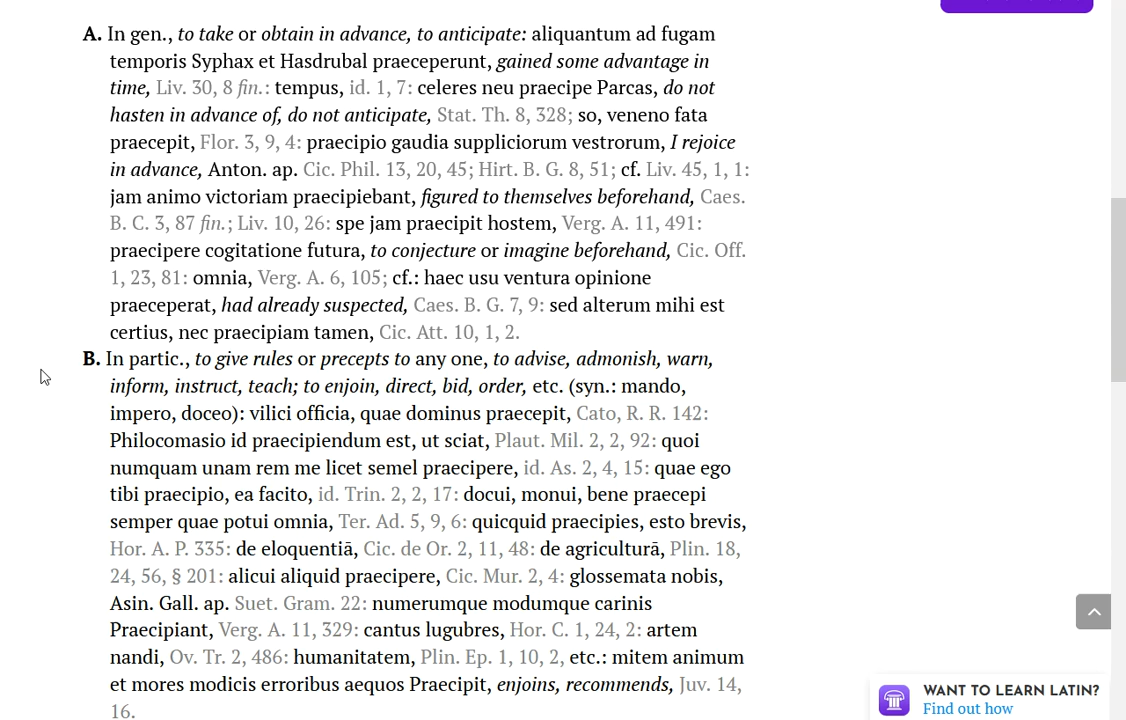 A. In gen., to take or obtain in advance, to anticipate: aliquantum ad fugam
temporis Syphax et Hasdrubal praeceperunt, gained some advantage in
time, Liv. 30, 8 fin.: tempus, id. 1, 7: celeres neu praecipe Parcas, do not
hasten in advance of, do not anticipate, Stat. Th. 8, 328; so, veneno fata
praecepit, Flor. 3, 9, 4: praecipio gaudia suppliciorum vestrorum, I rejoice
in advance, Anton. ap. Cic. Phil. 13, 20, 45; Hirt. B. G. 8, 51; cf. Liv. 45, 1, 1:
jam animo victoriam praecipiebant, figured to themselves beforehand, Caes.
B. C. 3, 87 fin.; Liv. 10, 26: spe jam praecipit hostem, Verg. A. 11, 491:
praecipere cogitatione futura, to conjecture or imagine beforehand, Cic. Off.
1, 23, 81: omnia, Verg. A. 6, 105; cf.: haec usu ventura opinione
praeceperat, had already suspected, Caes. B. G. 7, 9: sed alterum mihi est
certius, nec praecipiam tamen, Cic. Att. 10, 1, 2.
B. In partic., to give rules or precepts to any one, to advise, admonish, warn,
inform, instruct, teach; to enjoin, direct, bid, order, etc. (syn.: mando,
impero, doceo): vilici officia, quae dominus praecepit, Cato, R. R. 142:
Philocomasio id praecipiendum est, ut sciat, Plaut. Mil. 2, 2, 92: quoi
numquam unam rem me licet semel praecipere, id. As. 2, 4, 15: quae ego
tibi praecipio, ea facito, id. Trin. 2, 2, 17: docui, monui, bene praecepi
semper quae potui omnia, Ter. Ad. 5, 9, 6: quicquid praecipies, esto brevis,
Hor. A. P. 335: de eloquentiā, Cic. de Or. 2, 11, 48: de agriculturā, Plin. 18,
24, 56, § 201: alicui aliquid praecipere, Cic. Mur. 2, 4: glossemata nobis,
Asin. Gall. ap. Suet. Gram. 22: numerumque modumque carinis
Praecipiant, Verg. A. 11, 329: cantus lugubres, Hor. C. 1, 24, 2: artem
nandi, Ov. Tr. 2, 486: humanitatem, Plin. Ep. 1, 10, 2, etc.: mitem animum
et mores modicis erroribus aequos Praecipit, enjoins, recommends, Juv. 14,
16.
WANT TO LEARN LATIN?
Find out how